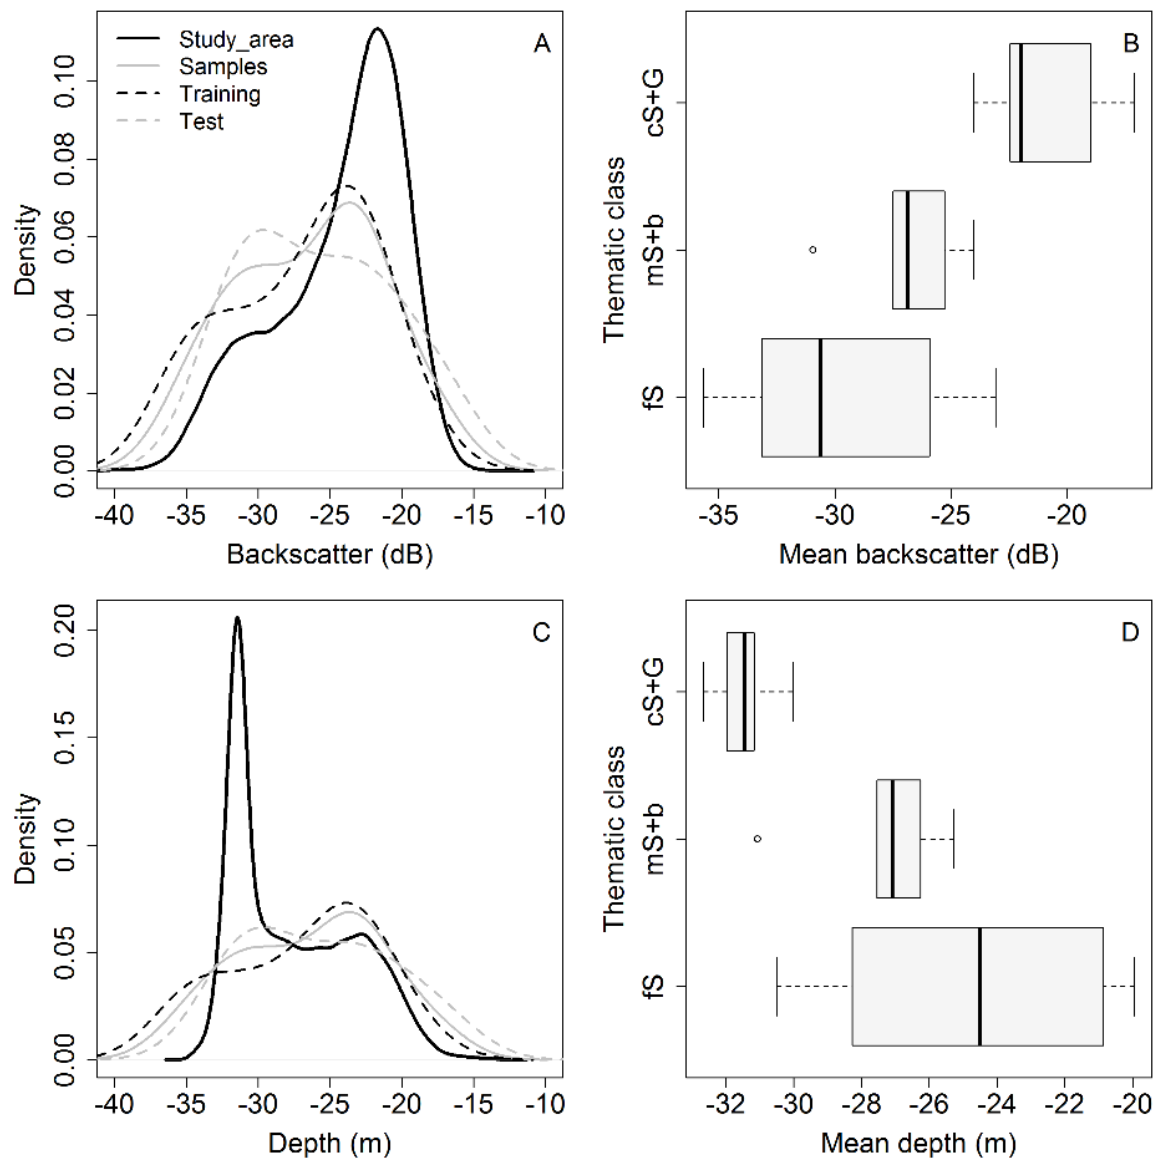 A
Study_area
Samples
Training
Test
Density
0.00 0.02 0.04 0.06 0.08 0.10
-40 -35 -30 -25 -20 -15 -10
Backscatter (dB)
B
Thematic class
fS mS+b cS+G
-35 -30 -25 -20
Mean backscatter (dB)
C
Density
0.00 0.05 0.10 0.15 0.20
-40 -35 -30 -25 -20 -15 -10
Depth (m)
D
Thematic class
fS mS+b cS+G
-32 -30 -28 -26 -24 -22 -20
Mean depth (m)